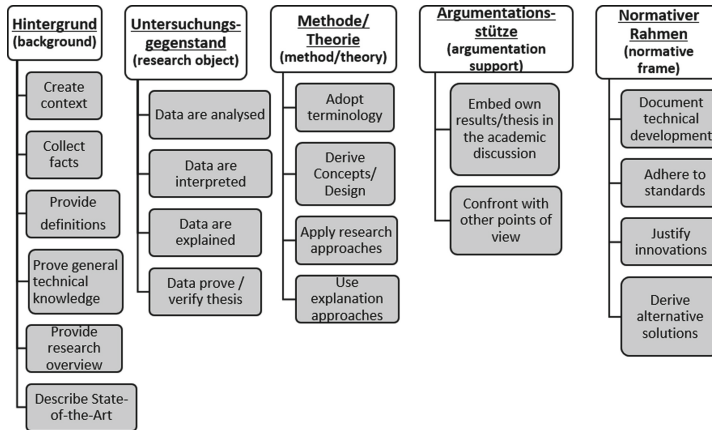 Hintergrund
(background)
Create
context
Collect
facts
Provide
definitions
Prove general
technical
knowledge
Provide
research
overview
Describe State-
of-the-Art
Untersuchungs-
gegenstand
(research object)
Data are analysed
Data are
interpreted
Data are
explained
Data prove /
verify thesis
Methode/
Theorie
(method/theory)
Adopt
terminology
Derive
Concepts/
Design
Apply research
approaches
Use
explanation
approaches
Argumentations-
stütze
(argumentation
support)
Embed own
results/thesis in
the academic
discussion
Confront with
other points of
view
Normativer
Rahmen
(normative
frame)
Document
technical
development
Adhere to
standards
Justify
innovations
Derive
alternative
solutions